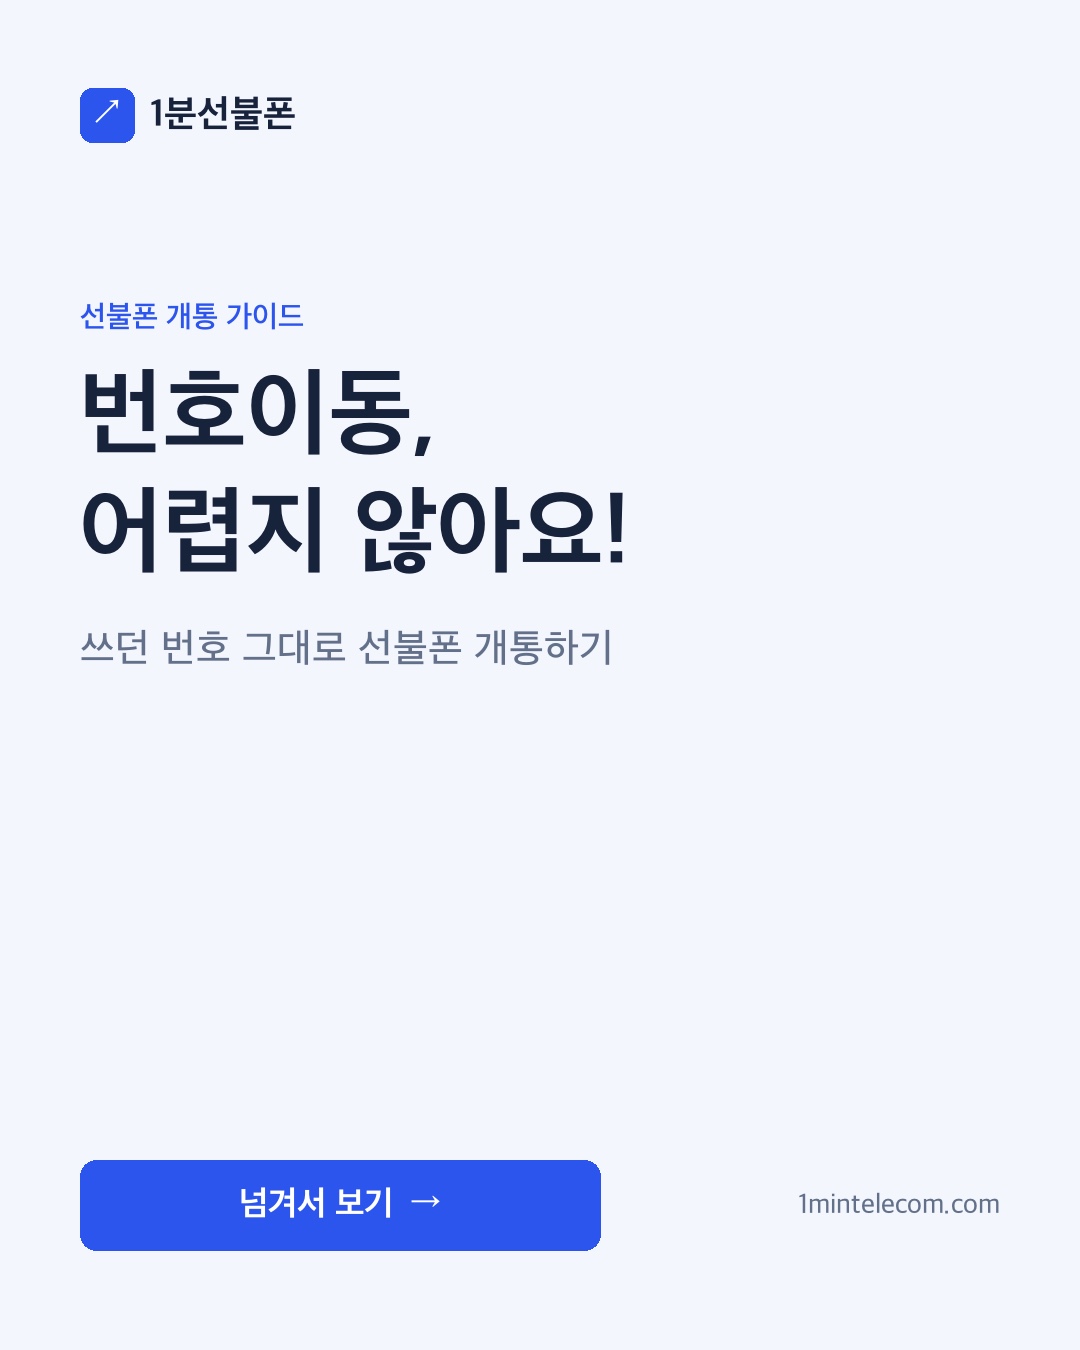 ↗ 1분선불폰
선불폰 개통 가이드
번호이동,
어렵지 않아요!
쓰던 번호 그대로 선불폰 개통하기
넘겨서 보기 →
1mintelecom.com